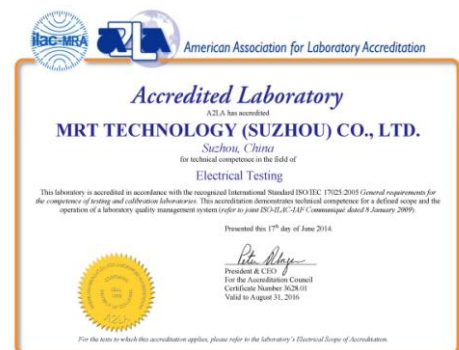 ilac-MRA
A2LA
American Association for Laboratory Accreditation
Accredited Laboratory
A2LA has accredited
MRT TECHNOLOGY (SUZHOU) CO., LTD.
Suzhou, China
for technical competence in the field of
Electrical Testing
This laboratory is accredited in accordance with the recognized International Standard ISO/IEC 17025:2005 General requirements for
the competence of testing and calibration laboratories. This accreditation demonstrates technical competence for a defined scope and the
operation of a laboratory quality management system (refer to joint ISO-ILAC-IAF Communiqué dated 8 January 2009).
Presented this 17th day of June 2014.
President & CEO
For the Accreditation Council
Certificate Number 3628.01
Valid to August 31, 2016
A2LA
For the tests to which this accreditation applies, please refer to the laboratory's Electrical Scope of Accreditation.